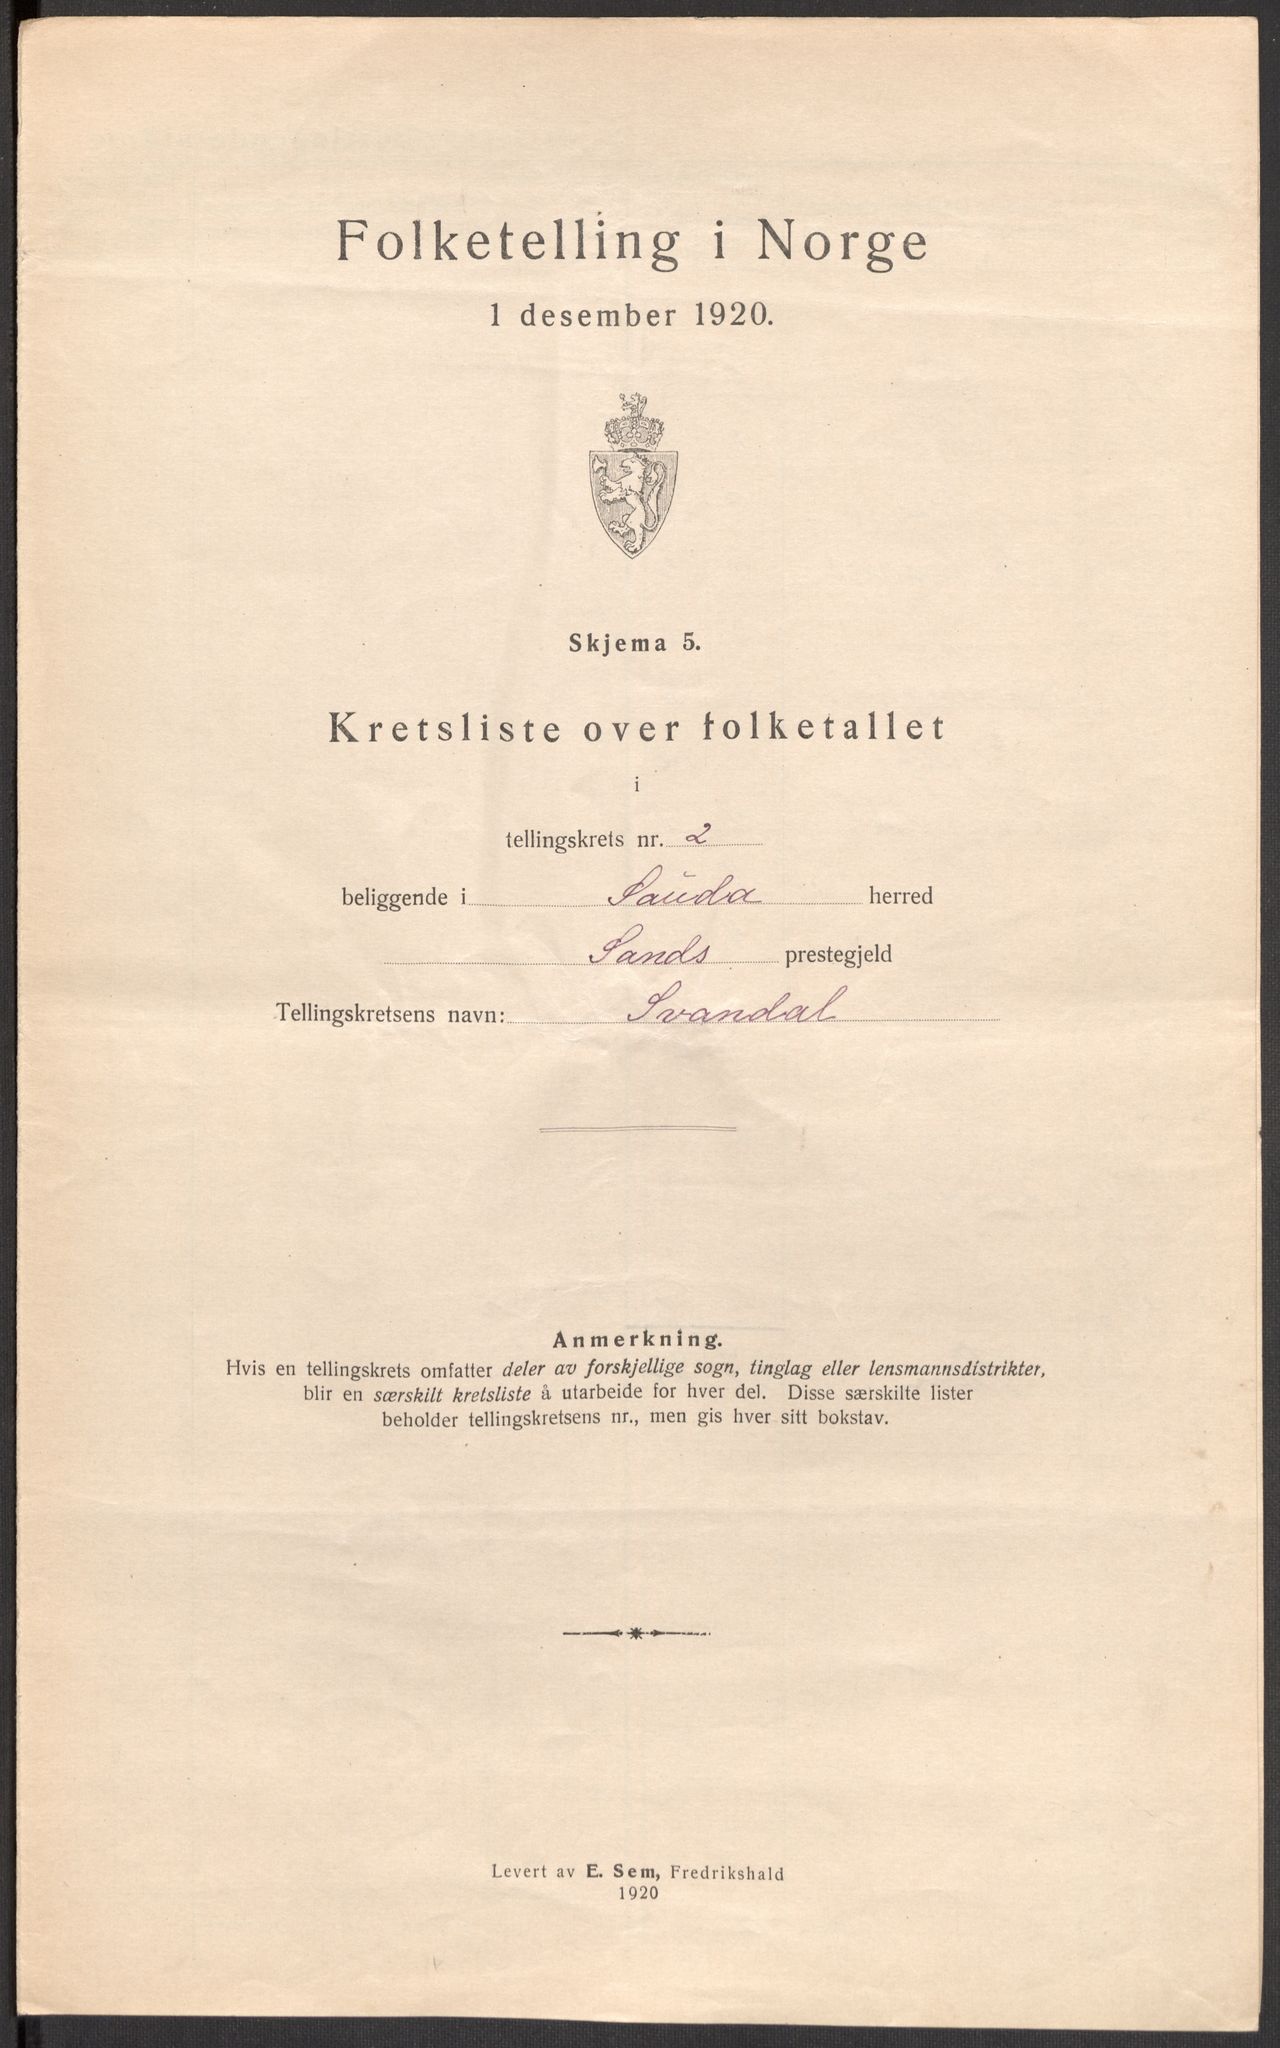 Folketelling i Norge
1 desember 1920.
Skjema 5.
Kretsliste over folketallet
i
tellingskrets nr. 2
beliggende i Sauda herred
Sands prestegjeld
Tellingskretsens navn: Svandal
Anmerkning.
Hvis en tellingskrets omfatter deler av forskjellige sogn, tinglag eller lensmannsdistrikter,
blir en særskilt kretsliste å utarbeide for hver del. Disse særskilte lister
beholder tellingskretsens nr., men gis hver sitt bokstav.
Levert av E. Sem, Fredrikshald
1920